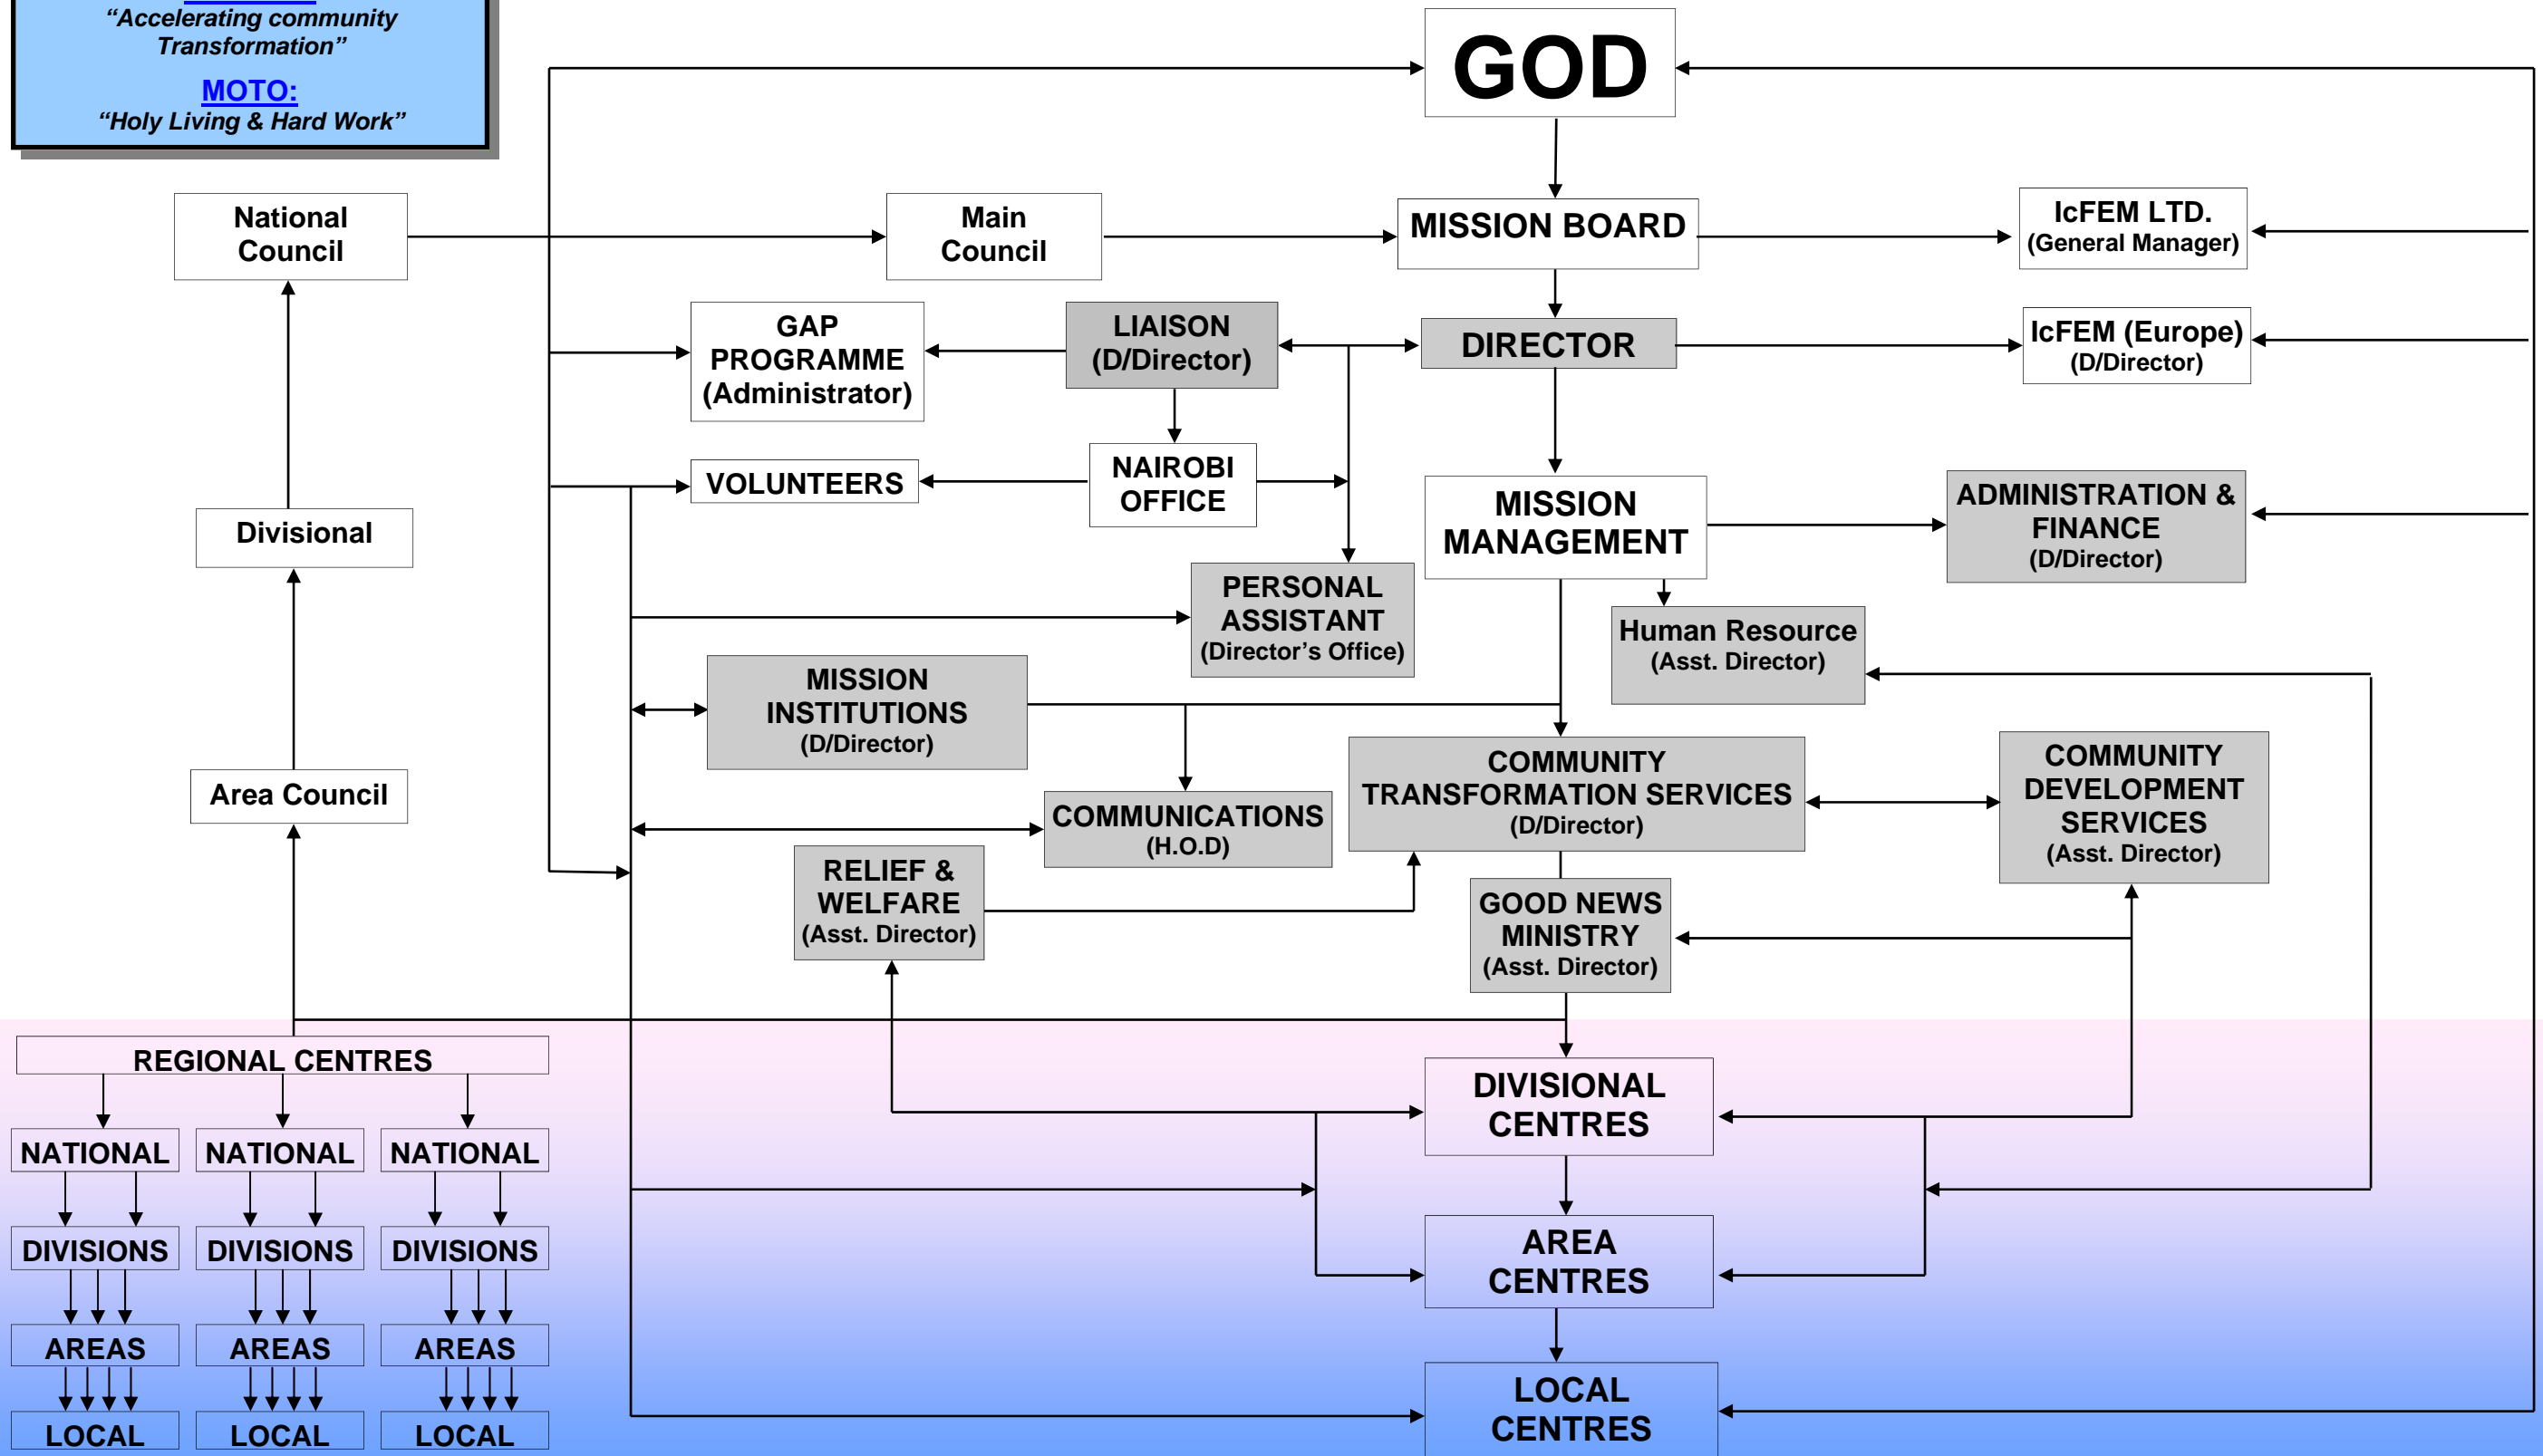 “Accelerating community
Transformation”
MOTO:
“Holy Living & Hard Work”
GOD
National
Council
Main
Council
MISSION BOARD
IcFEM LTD.
(General Manager)
GAP
PROGRAMME
(Administrator)
LIAISON
(D/Director)
DIRECTOR
IcFEM (Europe)
(D/Director)
VOLUNTEERS
NAIROBI
OFFICE
MISSION
MANAGEMENT
ADMINISTRATION &
FINANCE
(D/Director)
Divisional
PERSONAL
ASSISTANT
(Director’s Office)
Human Resource
(Asst. Director)
MISSION
INSTITUTIONS
(D/Director)
Area Council
COMMUNICATIONS
(H.O.D)
COMMUNITY
TRANSFORMATION SERVICES
(D/Director)
COMMUNITY
DEVELOPMENT
SERVICES
(Asst. Director)
RELIEF &
WELFARE
(Asst. Director)
GOOD NEWS
MINISTRY
(Asst. Director)
REGIONAL CENTRES
DIVISIONAL
CENTRES
NATIONAL
NATIONAL
NATIONAL
DIVISIONS
DIVISIONS
DIVISIONS
AREA
CENTRES
AREAS
AREAS
AREAS
LOCAL
CENTRES
LOCAL
LOCAL
LOCAL